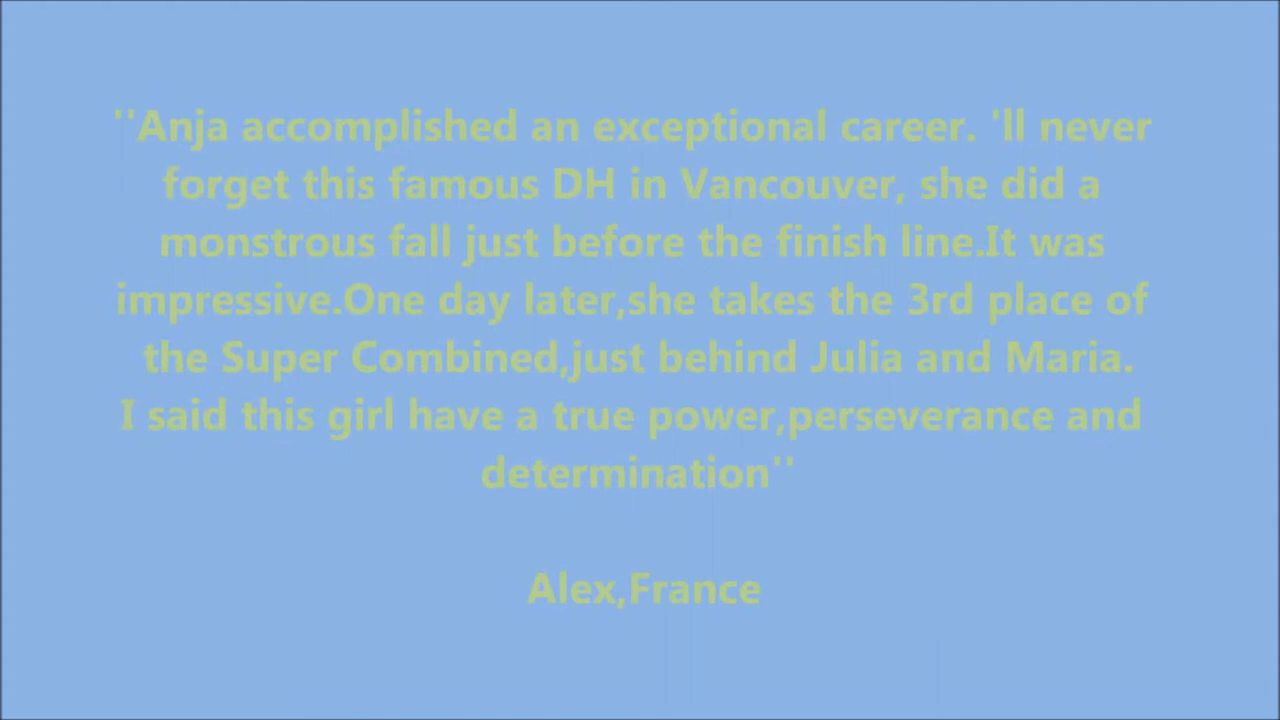 ''Anja accomplished an exceptional career. 'll never
forget this famous DH in Vancouver, she did a
monstrous fall just before the finish line.It was
impressive.One day later,she takes the 3rd place of
the Super Combined,just behind Julia and Maria.
I said this girl have a true power,perseverance and
determination''
Alex,France